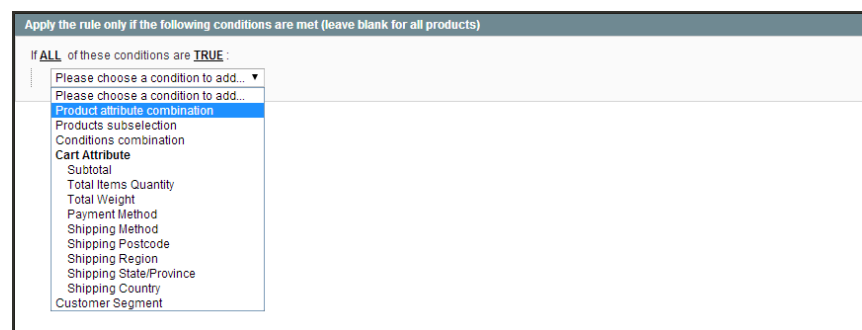 Apply the rule only if the following conditions are met (leave blank for all products)
If ALL of these conditions are TRUE :
Please choose a condition to add...
Please choose a condition to add...
Product attribute combination
Products subselection
Conditions combination
Cart Attribute
Subtotal
Total Items Quantity
Total Weight
Payment Method
Shipping Method
Shipping Postcode
Shipping Region
Shipping State/Province
Shipping Country
Customer Segment